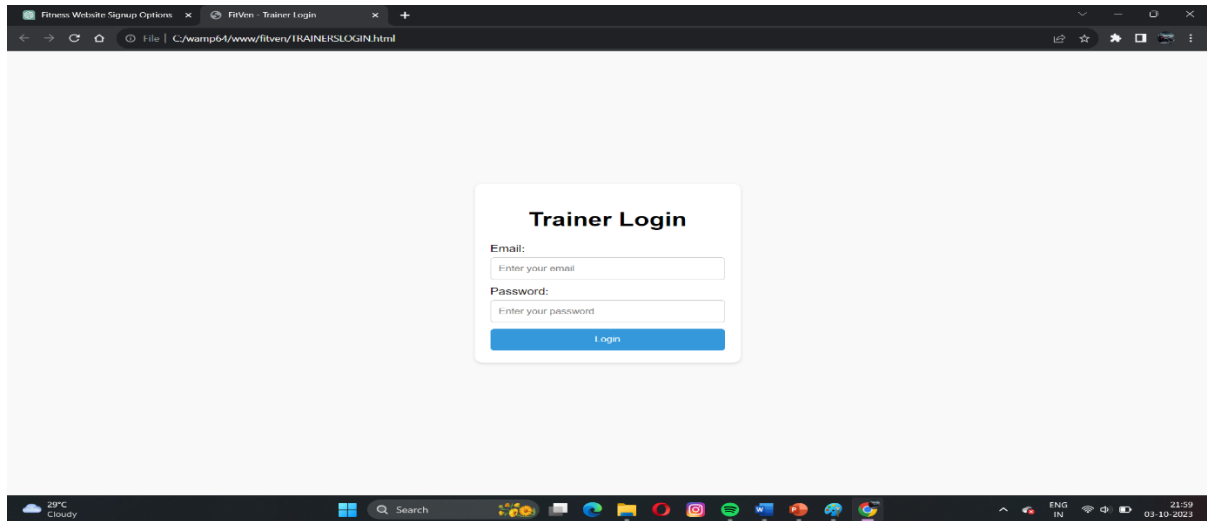 Fitness Website Signup Options
FitVen - Trainer Login
File | C:/wamp64/www/fitven/TRAINERSLOGIN.html
Trainer Login
Email:
Enter your email
Password:
Enter your password
Login
29°C
Cloudy
Search
ENG
IN
21:59
03-10-2023